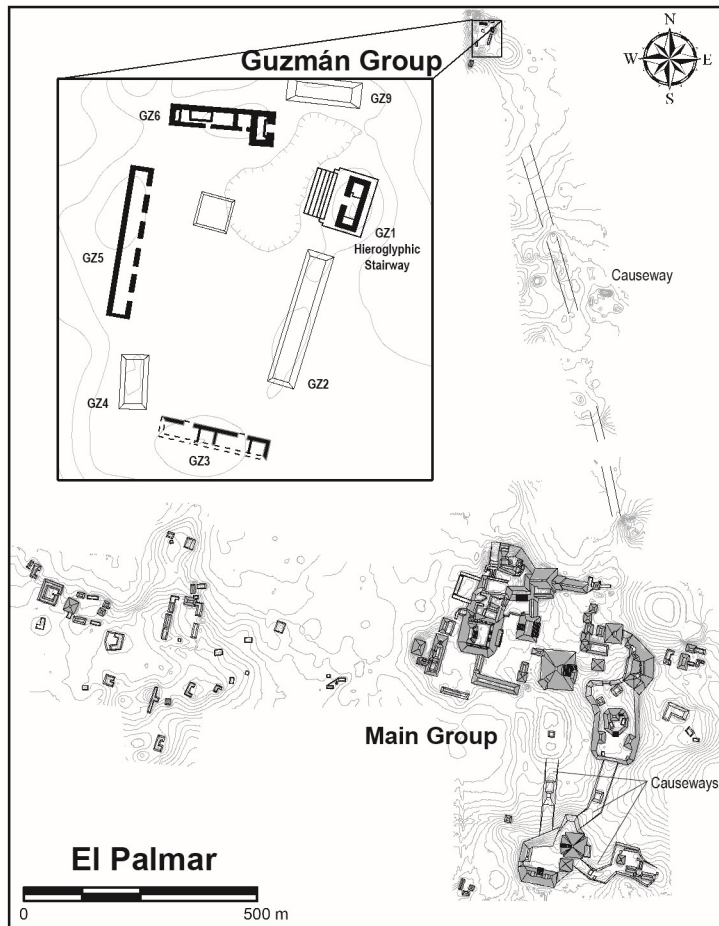 Guzmán Group
N
W
E
S
GZ9
GZ6
GZ1
Hieroglyphic
Stairway
GZ5
GZ2
GZ4
GZ3
Causeway
Main Group
Causeways
El Palmar
0
500 m